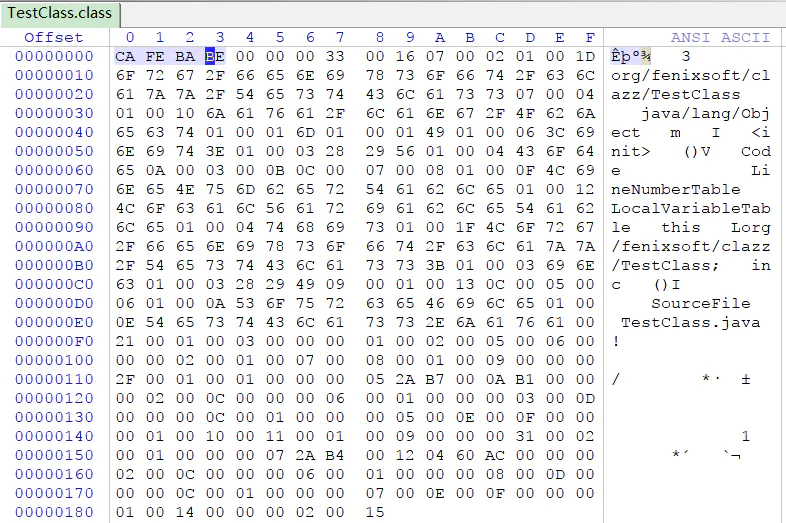 TestClass.class
Offset 0 1 2 3 4 5 6 7 8 9 A B C D E F ANSI ASCII
00000000 CA FE BA BE 00 00 00 33 00 16 07 00 02 01 00 1D Êþº¾ 3
00000010 6F 72 67 2F 66 65 6E 69 78 73 6F 66 74 2F 63 6C org/fenixsoft/cl
00000020 61 7A 7A 2F 54 65 73 74 43 6C 61 73 73 07 00 04 azz/TestClass
00000030 01 00 10 6A 61 76 61 2F 6C 61 6E 67 2F 4F 62 6A java/lang/Obj
00000040 65 63 74 01 00 01 6D 01 00 01 49 01 00 06 3C 69 ect m I <i
00000050 6E 69 74 3E 01 00 03 28 29 56 01 00 04 43 6F 64 nit> ()V Cod
00000060 65 0A 00 03 00 0B 0C 00 07 00 08 01 00 0F 4C 69 e Li
00000070 6E 65 4E 75 6D 62 65 72 54 61 62 6C 65 01 00 12 neNumberTable
00000080 4C 6F 63 61 6C 56 61 72 69 61 62 6C 65 54 61 62 LocalVariableTab
00000090 6C 65 01 00 04 74 68 69 73 01 00 1F 4C 6F 72 67 le this Lorg
000000A0 2F 66 65 6E 69 78 73 6F 66 74 2F 63 6C 61 7A 7A /fenixsoft/clazz
000000B0 2F 54 65 73 74 43 6C 61 73 73 3B 01 00 03 69 6E /TestClass; in
000000C0 63 01 00 03 28 29 49 09 00 01 00 13 0C 00 05 00 c ()I
000000D0 06 01 00 0A 53 6F 75 72 63 65 46 69 6C 65 01 00 SourceFile
000000E0 0E 54 65 73 74 43 6C 61 73 73 2E 6A 61 76 61 00 TestClass.java
000000F0 21 00 01 00 03 00 00 00 01 00 02 00 05 00 06 00 !
00000100 00 00 02 00 01 00 07 00 08 00 01 00 09 00 00 00
00000110 2F 00 01 00 01 00 00 00 05 2A B7 00 0A B1 00 00 / *· ±
00000120 00 02 00 0C 00 00 00 06 00 01 00 00 00 03 00 0D
00000130 00 00 00 0C 00 01 00 00 00 05 00 0E 00 0F 00 00
00000140 00 01 00 10 00 11 00 01 00 09 00 00 00 31 00 02 1
00000150 00 01 00 00 00 07 2A B4 00 12 04 60 AC 00 00 00 *´ `¬
00000160 02 00 0C 00 00 00 06 00 01 00 00 00 08 00 0D 00
00000170 00 00 0C 00 01 00 00 00 07 00 0E 00 0F 00 00 00
00000180 01 00 14 00 00 00 02 00 15